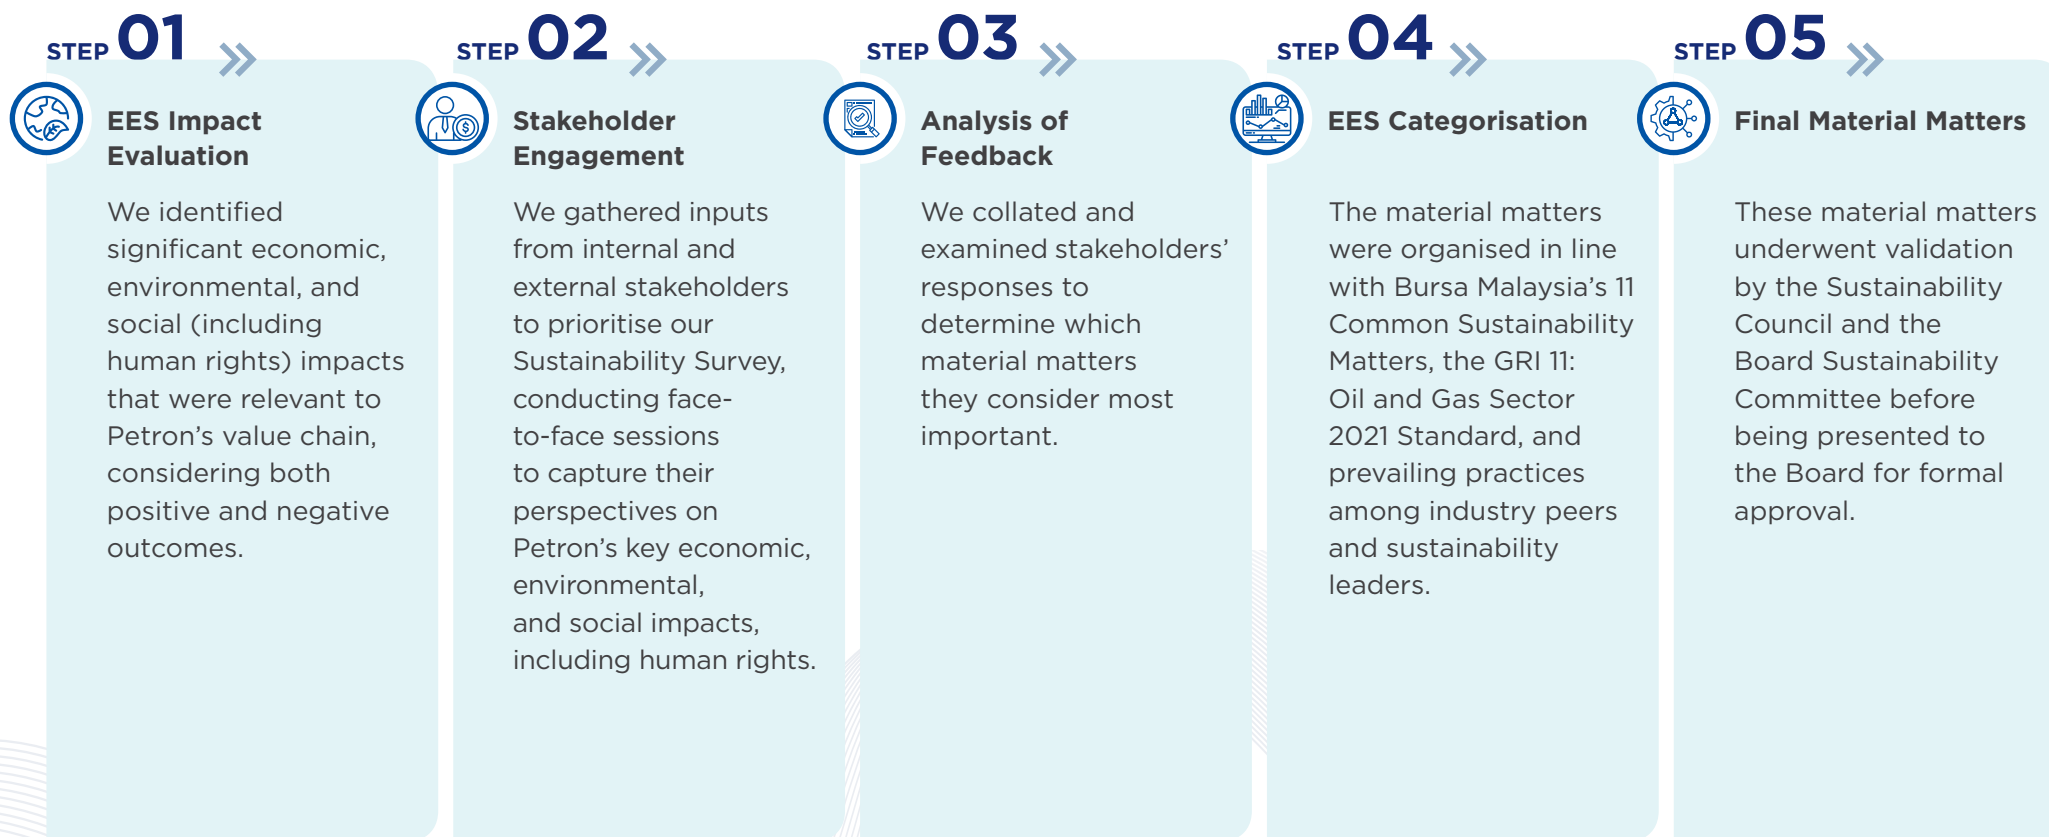 STEP 01
EES Impact
Evaluation
We identified
significant economic,
environmental, and
social (including
human rights) impacts
that were relevant to
Petron’s value chain,
considering both
positive and negative
outcomes.
STEP 02
Stakeholder
Engagement
We gathered inputs
from internal and
external stakeholders
to prioritise our
Sustainability Survey,
conducting face-
to-face sessions
to capture their
perspectives on
Petron’s key economic,
environmental,
and social impacts,
including human rights.
STEP 03
Analysis of
Feedback
We collated and
examined stakeholders’
responses to
determine which
material matters
they consider most
important.
STEP 04
EES Categorisation
The material matters
were organised in line
with Bursa Malaysia’s 11
Common Sustainability
Matters, the GRI 11:
Oil and Gas Sector
2021 Standard, and
prevailing practices
among industry peers
and sustainability
leaders.
STEP 05
Final Material Matters
These material matters
underwent validation
by the Sustainability
Council and the
Board Sustainability
Committee before
being presented to
the Board for formal
approval.